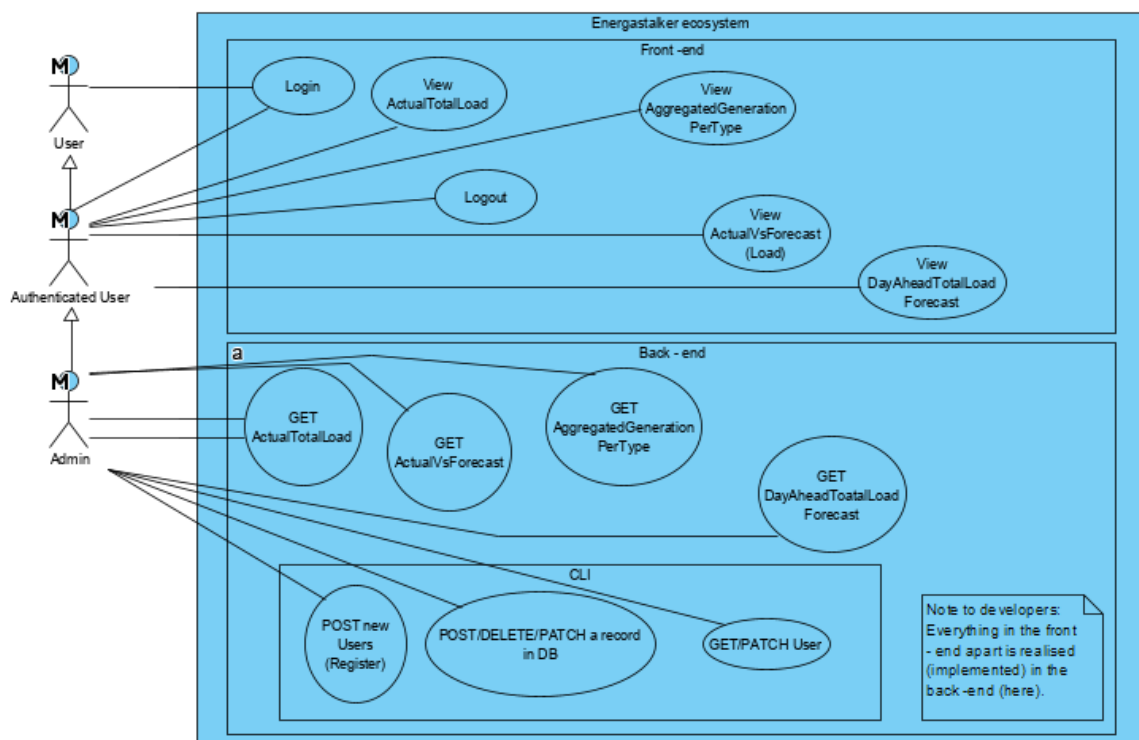 Energastalker ecosystem
Front -end
M
User
Login
View
ActualTotalLoad
View
AggregatedGeneration
PerType
M
Authenticated User
Logout
View
ActualVsForecast
(Load)
View
DayAheadTotalLoad
Forecast
a
Back - end
M
Admin
GET
ActualTotalLoad
GET
ActualVsForecast
GET
AggregatedGeneration
PerType
GET
DayAheadToatalLoad
Forecast
CLI
POST new
Users
(Register)
POST/DELETE/PATCH a record
in DB
GET/PATCH User
Note to developers:
Everything in the front
- end apart is realised
(implemented) in the
back -end (here).